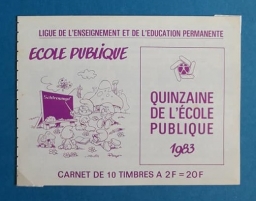 LIGUE DE L'ENSEIGNEMENT ET DE L'EDUCATION PERMANENTE
ECOLE PUBLIQUE
QUINZAINE
DE L'ÉCOLE
PUBLIQUE
1983
CARNET DE 10 TIMBRES A 2F = 20F